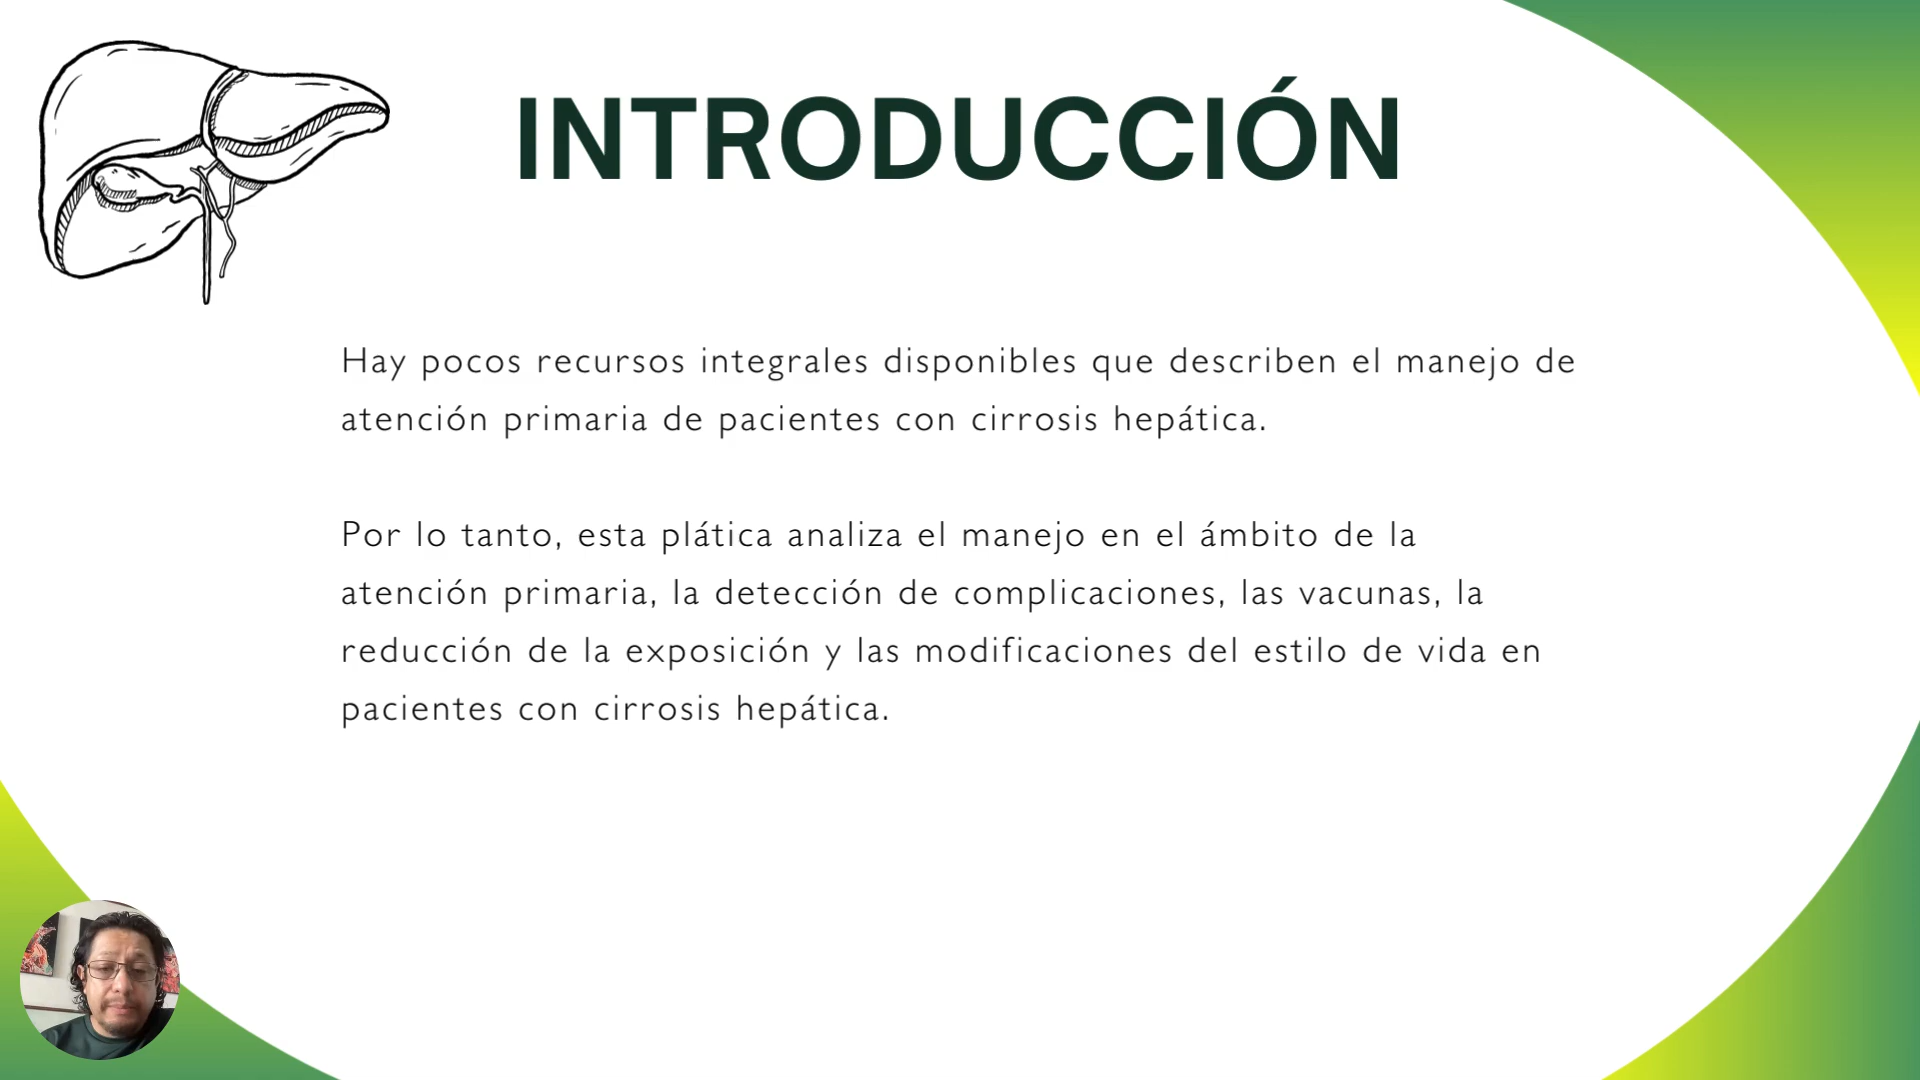 INTRODUCCIÓN
Hay pocos recursos integrales disponibles que describen el manejo de
atención primaria de pacientes con cirrosis hepática.
Por lo tanto, esta plática analiza el manejo en el ámbito de la
atención primaria, la detección de complicaciones, las vacunas, la
reducción de la exposición y las modificaciones del estilo de vida en
pacientes con cirrosis hepática.